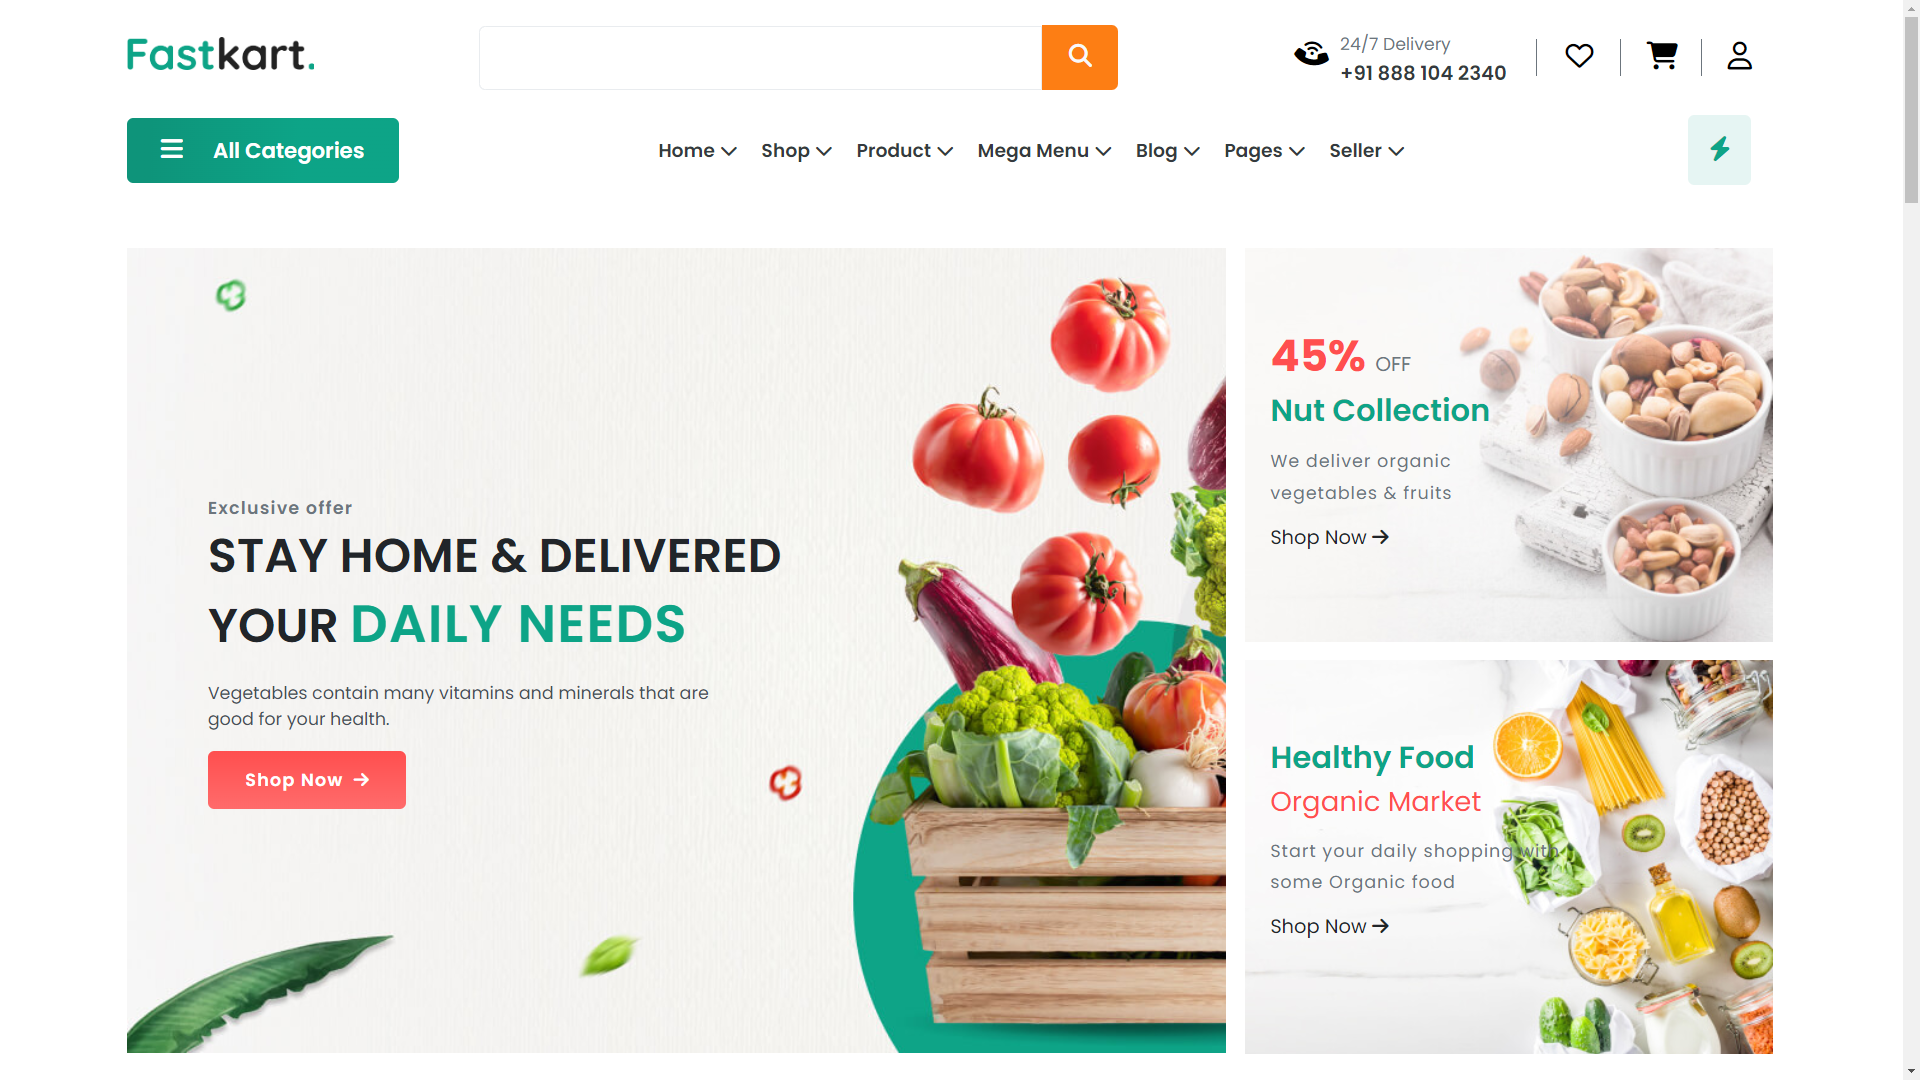 Fastkart.
24/7 Delivery
+91 888 104 2340
All Categories
Home
Shop
Product
Mega Menu
Blog
Pages
Seller
Exclusive offer
STAY HOME & DELIVERED
YOUR DAILY NEEDS
Vegetables contain many vitamins and minerals that are
good for your health.
Shop Now
45% OFF
Nut Collection
We deliver organic
vegetables & fruits
Shop Now
Healthy Food
Organic Market
Start your daily shopping with
some Organic food
Shop Now